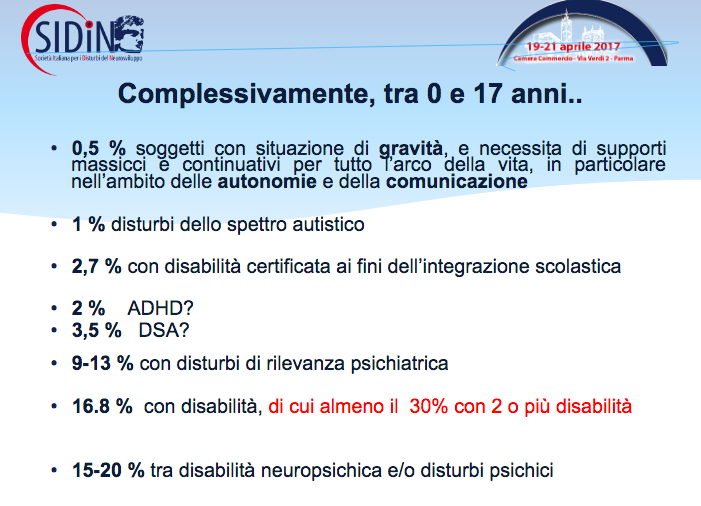 SIDiN
Società Italiana per i Disturbi del Neurosviluppo
19-21 aprile 2017
Camera Commercio - Via Verdi 2 - Parma
Complessivamente, tra 0 e 17 anni..
• 0,5 % soggetti con situazione di gravità, e necessita di supporti
massicci e continuativi per tutto l'arco della vita, in particolare
nell'ambito delle autonomie e della comunicazione
• 1 % disturbi dello spettro autistico
• 2,7 % con disabilità certificata ai fini dell'integrazione scolastica
• 2 % ADHD?
• 3,5 % DSA?
• 9-13 % con disturbi di rilevanza psichiatrica
• 16.8 % con disabilità, di cui almeno il 30% con 2 o più disabilità
• 15-20 % tra disabilità neuropsichica e/o disturbi psichici